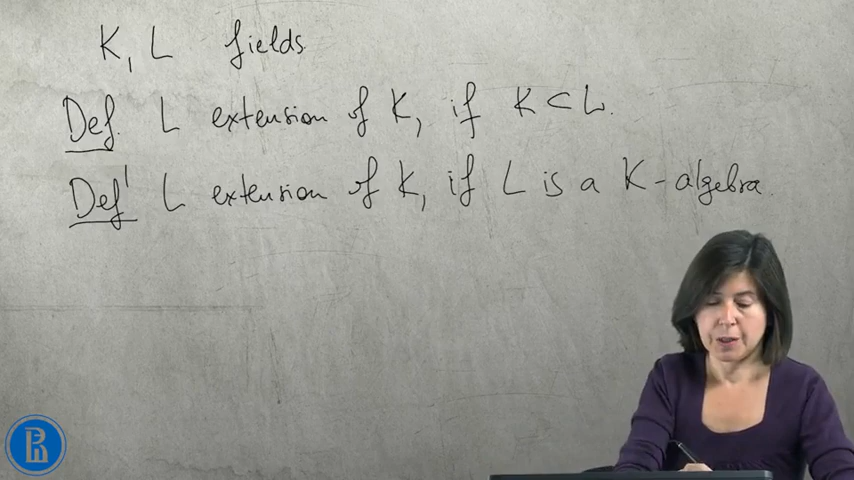 K, L fields
Def. L extension of K, if K ⊂ L.
Def' L extension of K, if L is a K-algebra.